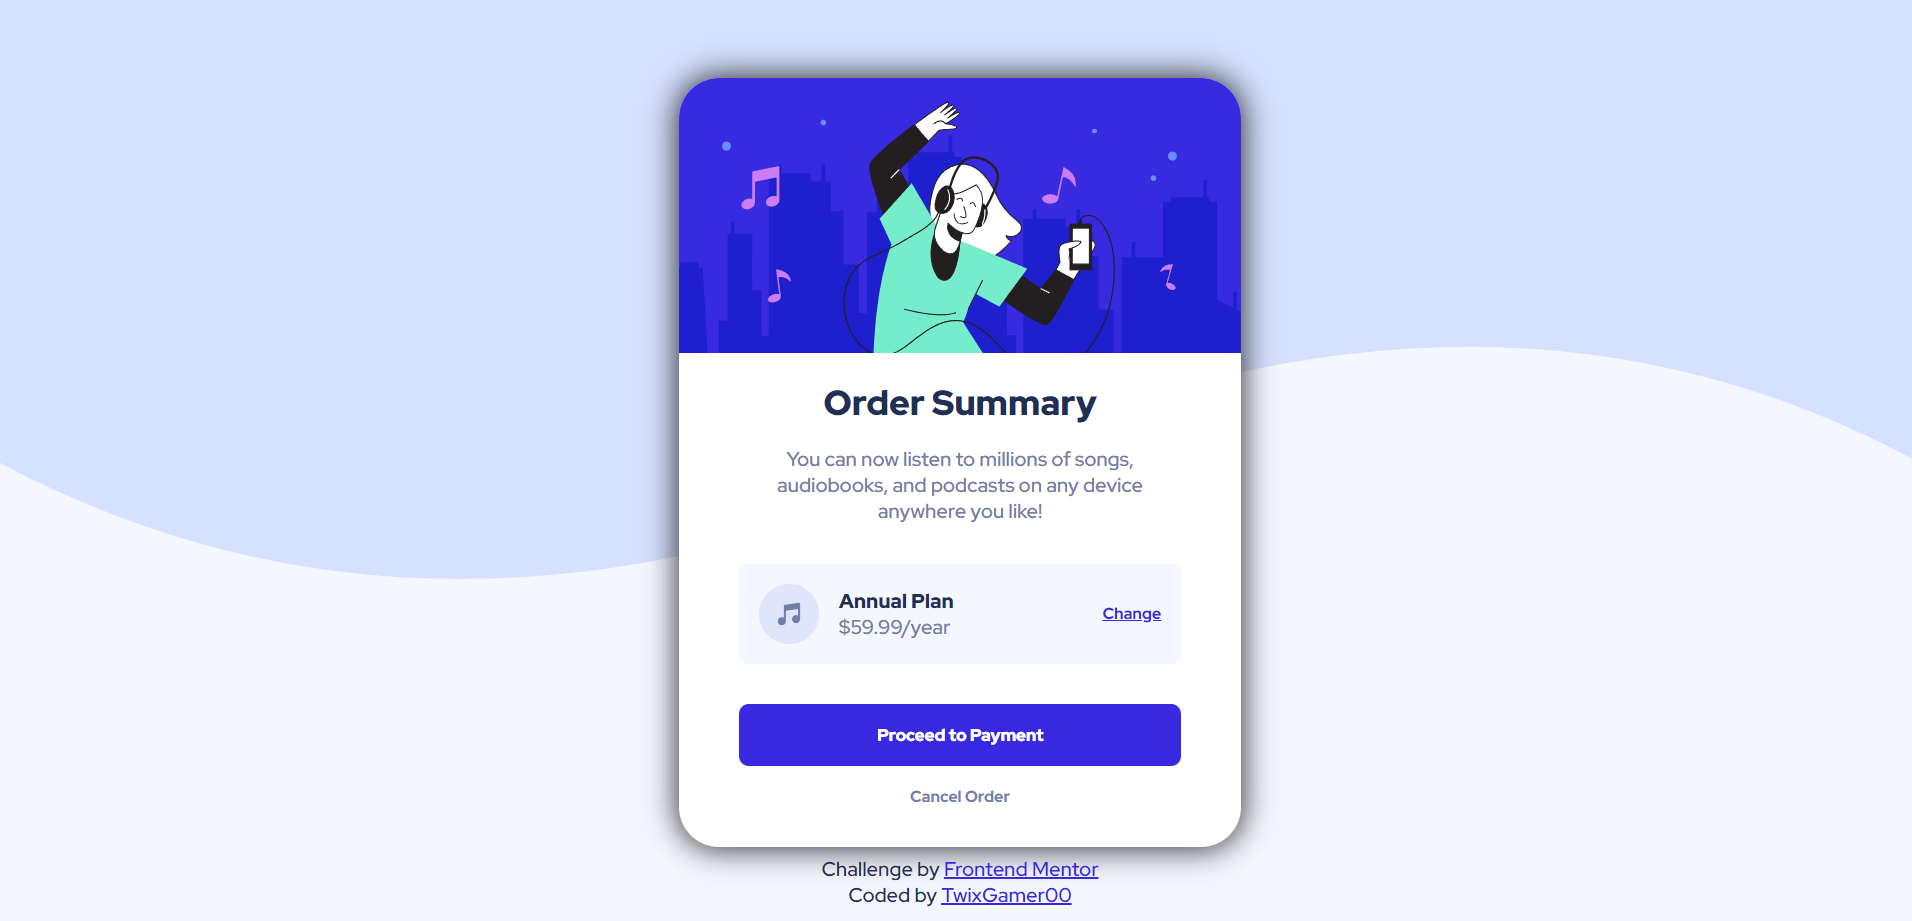 Order Summary
You can now listen to millions of songs,
audiobooks, and podcasts on any device
anywhere you like!
Annual Plan
$59.99/year
Change
Proceed to Payment
Cancel Order
Challenge by Frontend Mentor
Coded by TwixGamer00